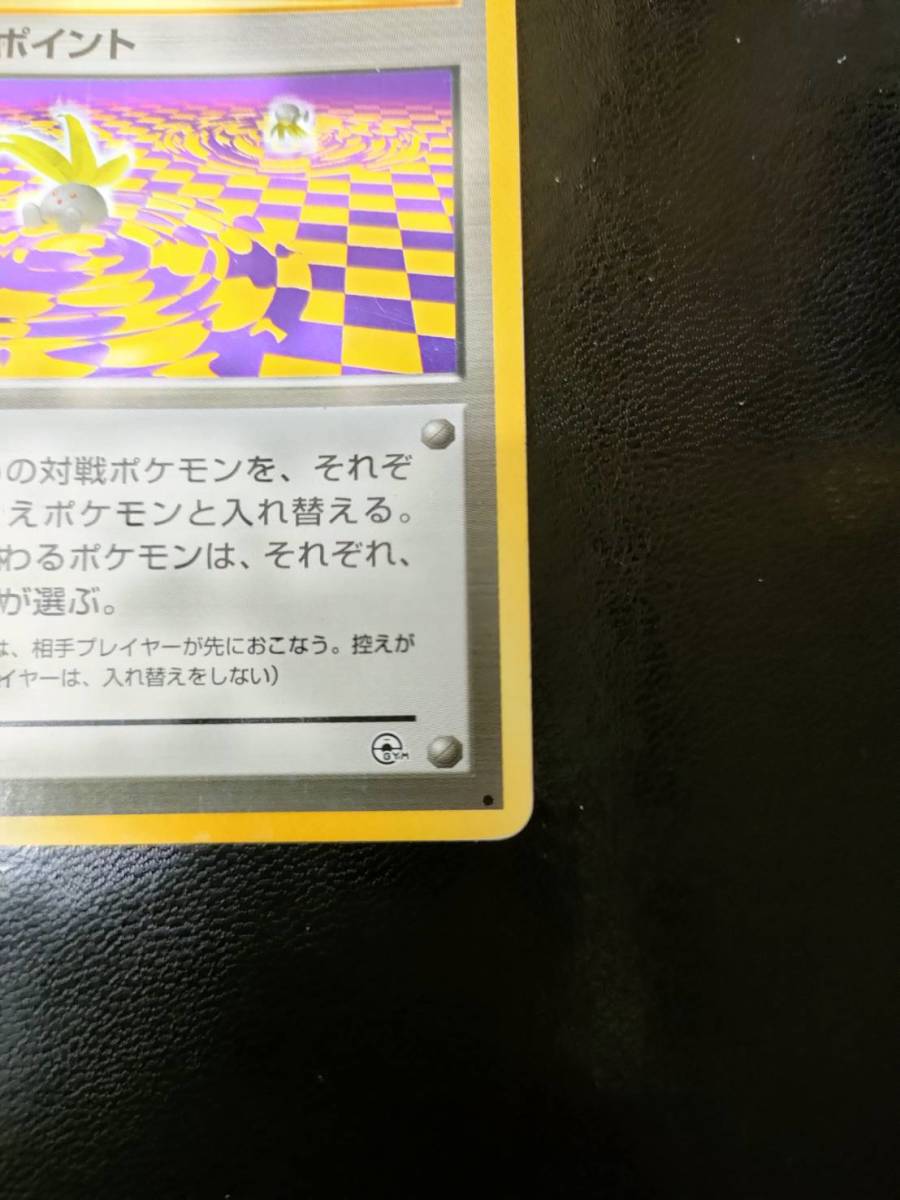 ポイント
の対戦ポケモンを、それぞ
えポケモンと入れ替える。
わるポケモンは、それぞれ、
が選ぶ。
は、相手プレイヤーが先におこなう。控えが
イヤーは、入れ替えをしない)
GYM